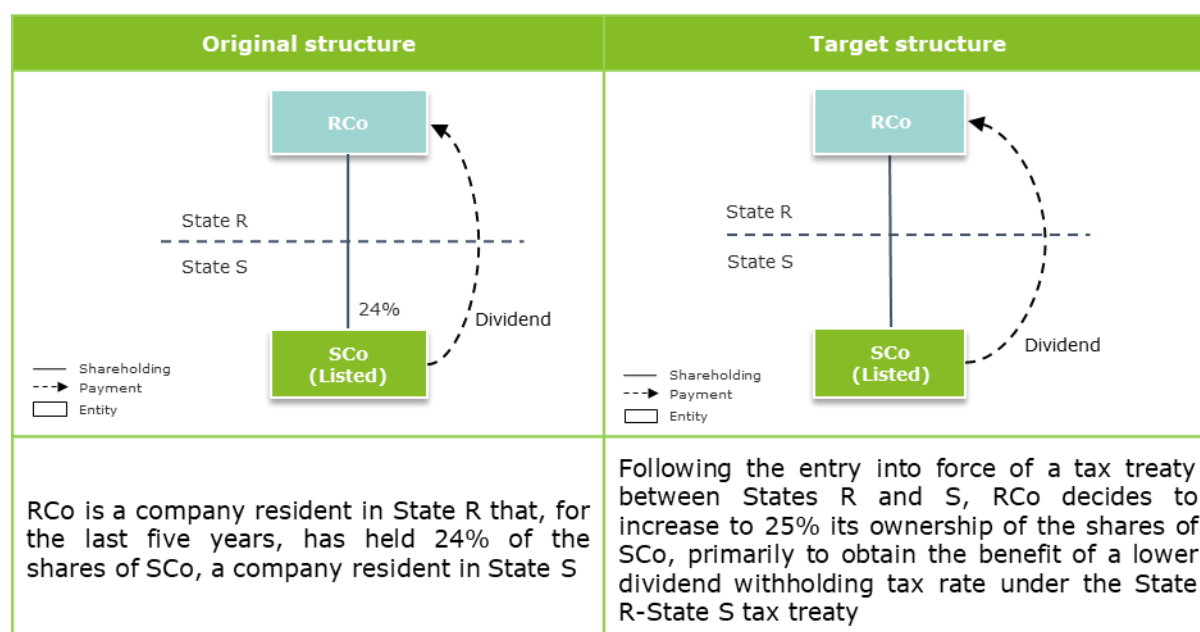 Original structure
Target structure
RCo
State R
State S
24%
Dividend
SCo
(Listed)
Shareholding
Payment
Entity
RCo
State R
State S
Dividend
SCo
(Listed)
Shareholding
Payment
Entity
RCo is a company resident in State R that, for
the last five years, has held 24% of the
shares of SCo, a company resident in State S
Following the entry into force of a tax treaty
between States R and S, RCo decides to
increase to 25% its ownership of the shares of
SCo, primarily to obtain the benefit of a lower
dividend withholding tax rate under the State
R-State S tax treaty